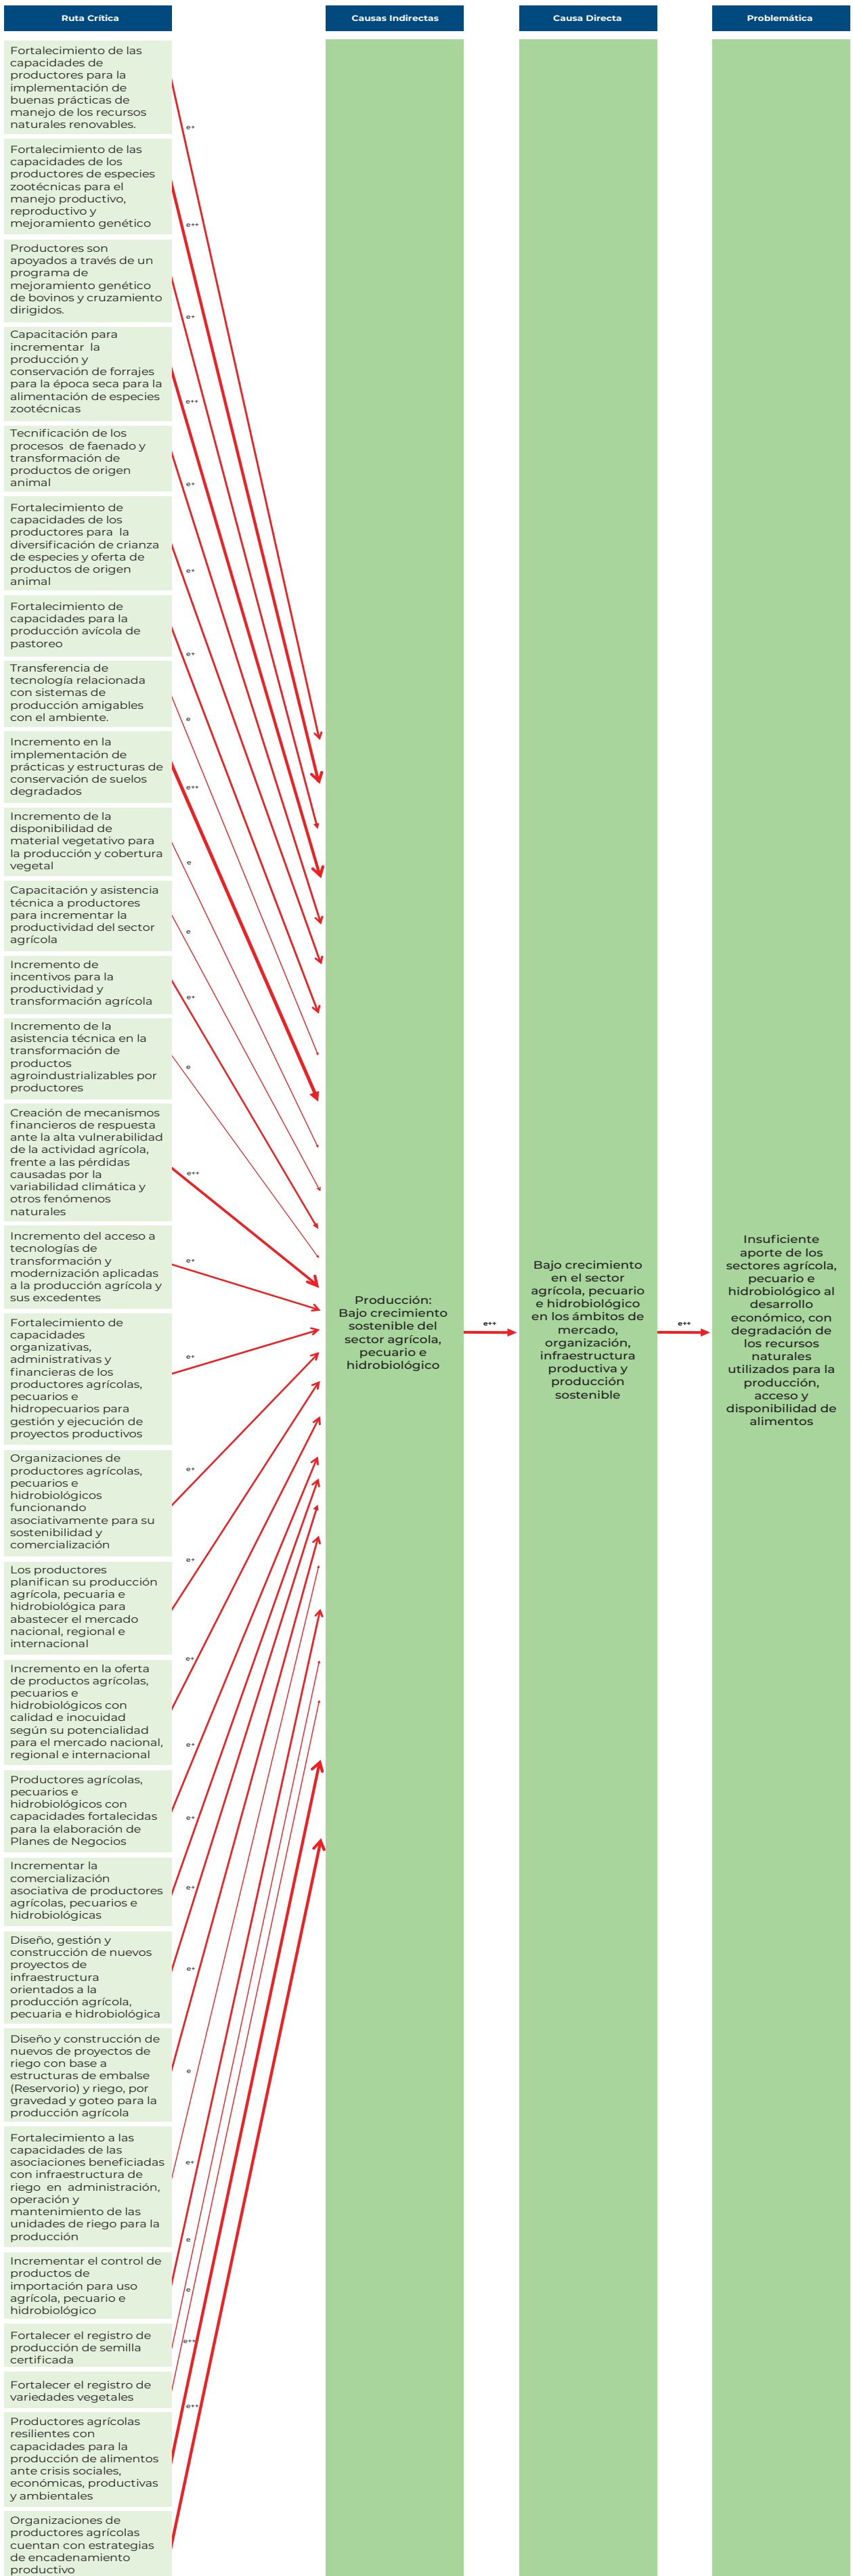 Ruta Crítica
Causas Indirectas
Causa Directa
Problemática
Fortalecimiento de las
capacidades de
productores para la
implementación de
buenas prácticas de
manejo de los recursos
naturales renovables.
e+
Fortalecimiento de las
capacidades de los
productores de especies
zootécnicas para el
manejo productivo,
reproductivo y
mejoramiento genético
e++
Productores son
apoyados a través de un
programa de
mejoramiento genético
de bovinos y cruzamiento
dirigidos.
e+
Capacitación para
incrementar la
producción y
conservación de forrajes
para la época seca para la
alimentación de especies
zootécnicas
e++
Tecnificación de los
procesos de faenado y
transformación de
productos de origen
animal
e+
Fortalecimiento de
capacidades de los
productores para la
diversificación de crianza
de especies y oferta de
productos de origen
animal
e+
Fortalecimiento de
capacidades para la
producción avícola de
pastoreo
e+
Transferencia de
tecnología relacionada
con sistemas de
producción amigables
con el ambiente.
e
Incremento en la
implementación de
prácticas y estructuras de
conservación de suelos
degradados
e++
Incremento de la
disponibilidad de
material vegetativo para
la producción y cobertura
vegetal
e
Capacitación y asistencia
técnica a productores
para incrementar la
productividad del sector
agrícola
e
Incremento de
incentivos para la
productividad y
transformación agrícola
e+
Incremento de la
asistencia técnica en la
transformación de
productos
agroindustrializables por
productores
e
Creación de mecanismos
financieros de respuesta
ante la alta vulnerabilidad
de la actividad agrícola,
frente a las pérdidas
causadas por la
variabilidad climática y
otros fenómenos
naturales
e++
Incremento del acceso a
tecnologías de
transformación y
modernización aplicadas
a la producción agrícola y
sus excedentes
e+
Fortalecimiento de
capacidades
organizativas,
administrativas y
financieras de los
productores agrícolas,
pecuarios e
hidropecuarios para
gestión y ejecución de
proyectos productivos
e+
Organizaciones de
productores agrícolas,
pecuarios e
hidrobiológicos
funcionando
asociativamente para su
sostenibilidad y
comercialización
e+
Los productores
planifican su producción
agrícola, pecuaria e
hidrobiológica para
abastecer el mercado
nacional, regional e
internacional
e+
Incremento en la oferta
de productos agrícolas,
pecuarios e
hidrobiológicos con
calidad e inocuidad
según su potencialidad
para el mercado nacional,
regional e internacional
e+
Productores agrícolas,
pecuarios e
hidrobiológicos con
capacidades fortalecidas
para la elaboración de
Planes de Negocios
e+
e+
Incrementar la
comercialización
asociativa de productores
agrícolas, pecuarios e
hidrobiológicas
e+
Diseño, gestión y
construcción de nuevos
proyectos de
infraestructura
orientados a la
producción agrícola,
pecuaria e hidrobiológica
e+
Diseño y construcción de
nuevos de proyectos de
riego con base a
estructuras de embalse
(Reservorio) y riego, por
gravedad y goteo para la
producción agrícola
e
Fortalecimiento a las
capacidades de las
asociaciones beneficiadas
con infraestructura de
riego en administración,
operación y
mantenimiento de las
unidades de riego para la
producción
e+
e
Incrementar el control de
productos de
importación para uso
agrícola, pecuario e
hidrobiológico
e
Fortalecer el registro de
producción de semilla
certificada
e++
Fortalecer el registro de
variedades vegetales
e++
Productores agrícolas
resilientes con
capacidades para la
producción de alimentos
ante crisis sociales,
económicas, productivas
y ambientales
Organizaciones de
productores agrícolas
cuentan con estrategias
de encadenamiento
productivo
Producción:
Bajo crecimiento
sostenible del
sector agrícola,
pecuario e
hidrobiológico
e++
Bajo crecimiento
en el sector
agrícola, pecuario
e hidrobiológico
en los ámbitos de
mercado,
organización,
infraestructura
productiva y
producción
sostenible
e++
Insuficiente
aporte de los
sectores agrícola,
pecuario e
hidrobiológico al
desarrollo
económico, con
degradación de
los recursos
naturales
utilizados para la
producción,
acceso y
disponibilidad de
alimentos